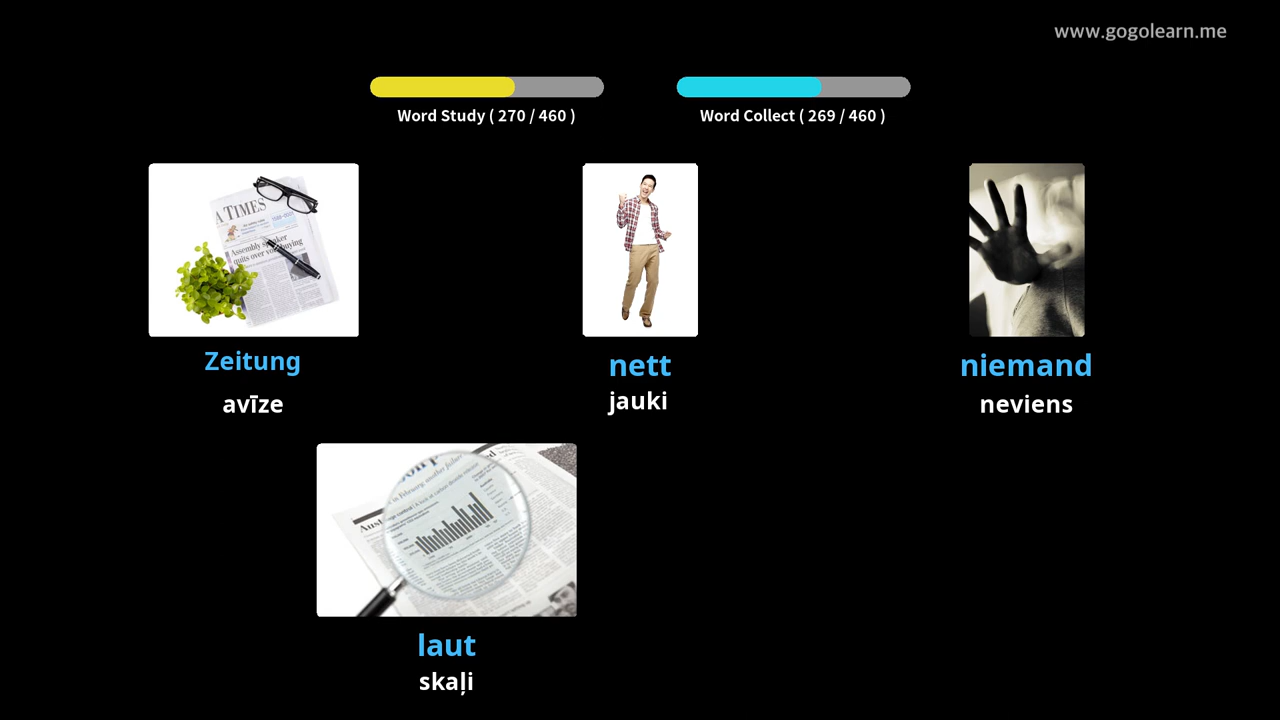 www.gogolearn.me
Word Study ( 270 / 460 )
Word Collect ( 269 / 460 )
A TIMES
Zeitung
avīze
nett
jauki
niemand
neviens
laut
skaļi